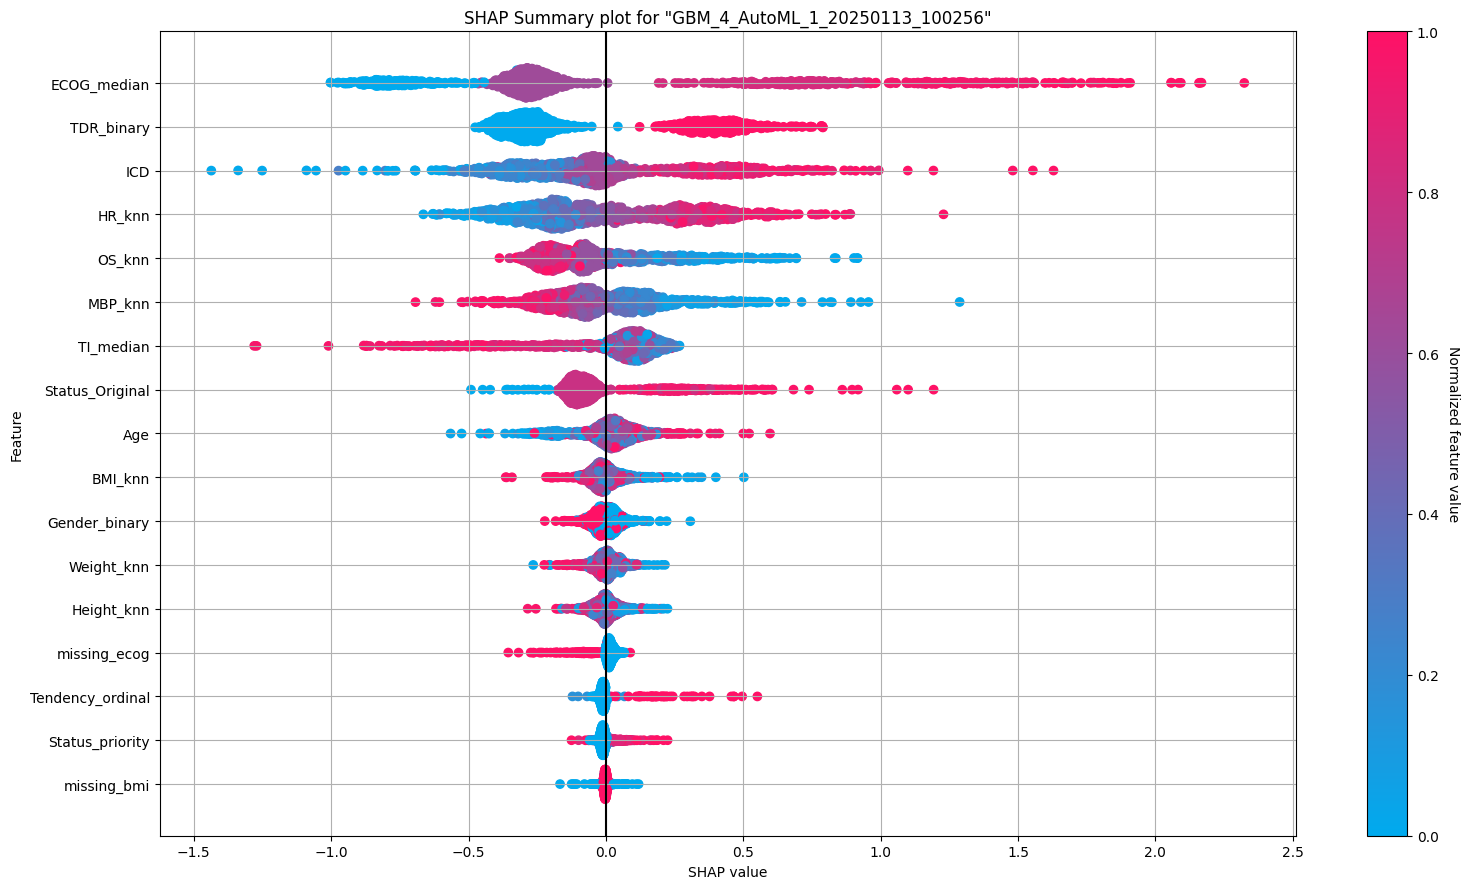 SHAP Summary plot for "GBM_4_AutoML_1_20250113_100256"
ECOG_median
TDR_binary
ICD
HR_knn
OS_knn
MBP_knn
TI_median
Status_Original
Age
BMI_knn
Gender_binary
Weight_knn
Height_knn
missing_ecog
Tendency_ordinal
Status_priority
missing_bmi
Feature
−1.5 −1.0 −0.5 0.0 0.5 1.0 1.5 2.0 2.5
SHAP value
1.0
0.8
0.6
0.4
0.2
0.0
Normalized feature value